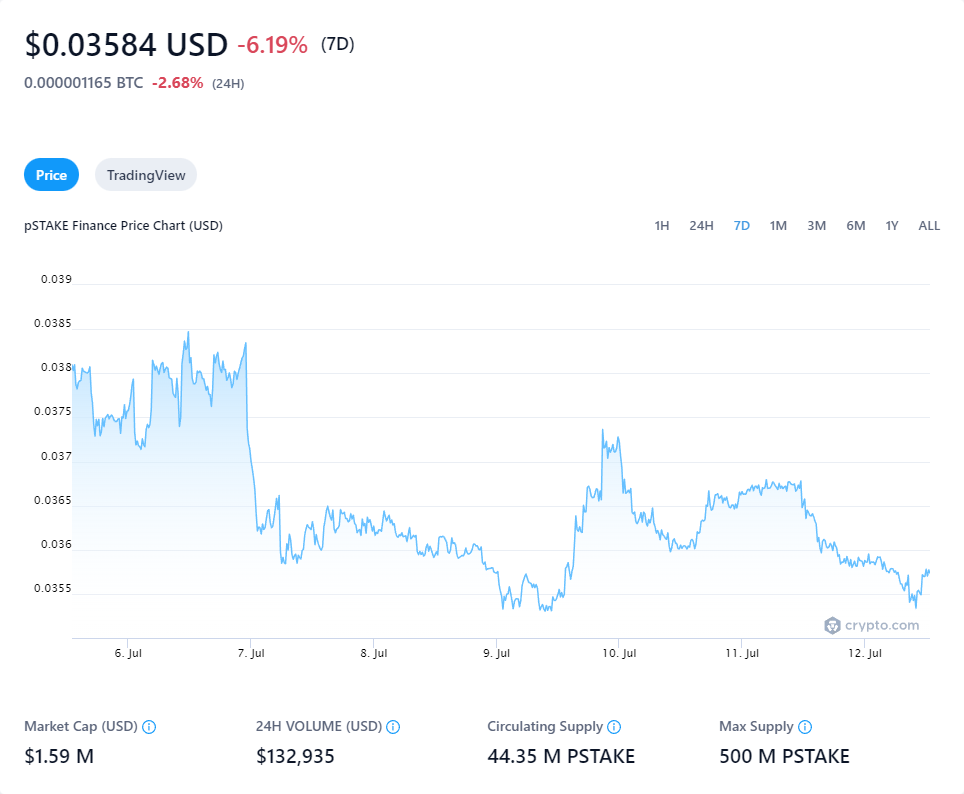 $0.03584 USD -6.19% (7D)
0.000001165 BTC -2.68% (24H)
Price TradingView
pSTAKE Finance Price Chart (USD) 1H 24H 7D 1M 3M 6M 1Y ALL
0.039
0.0385
0.038
0.0375
0.037
0.0365
0.036
0.0355
crypto.com
6. Jul 7. Jul 8. Jul 9. Jul 10. Jul 11. Jul 12. Jul
Market Cap (USD) 24H VOLUME (USD) Circulating Supply Max Supply
$1.59 M $132,935 44.35 M PSTAKE 500 M PSTAKE